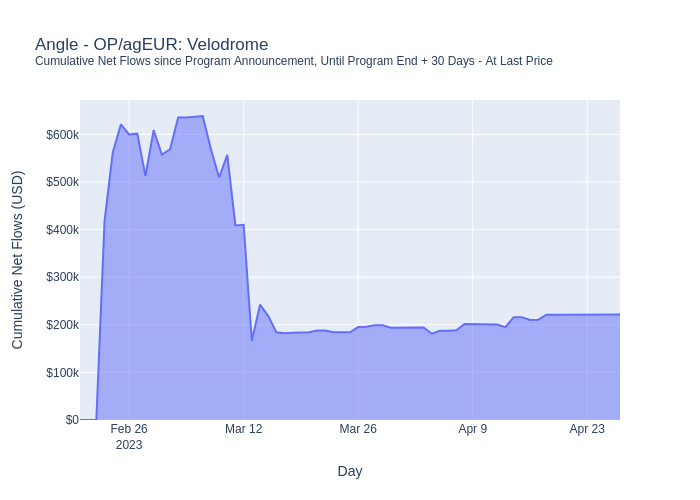 Angle - OP/agEUR: Velodrome
Cumulative Net Flows since Program Announcement, Until Program End + 30 Days - At Last Price
Cumulative Net Flows (USD)
$600k
$500k
$400k
$300k
$200k
$100k
$0
Feb 26
2023
Mar 12
Mar 26
Apr 9
Apr 23
Day